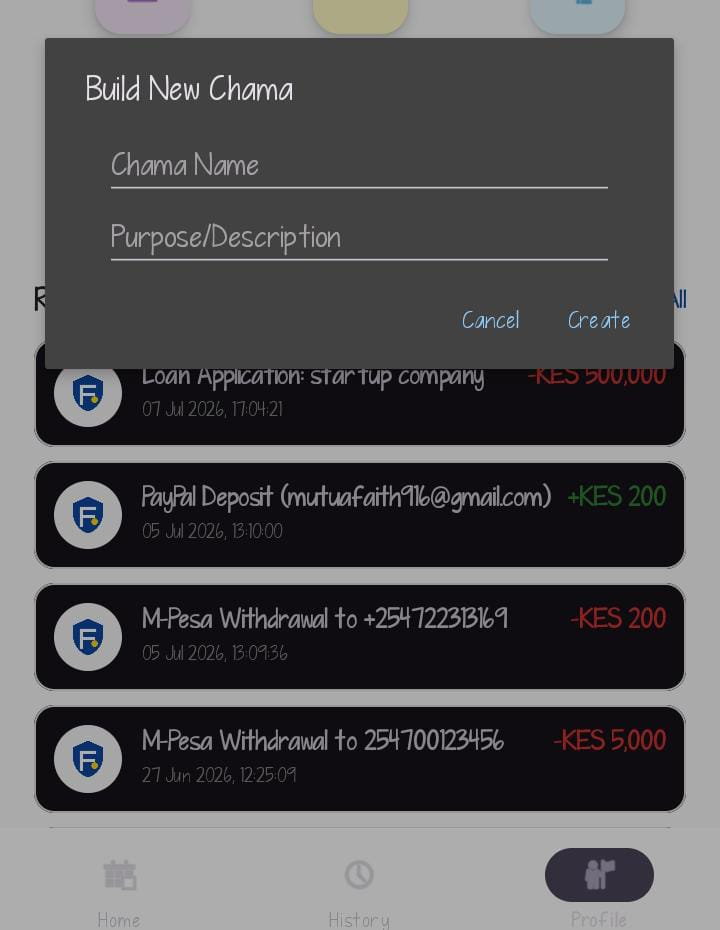 Build New Chama
Chama Name
Purpose/Description
Cancel Create
R
All
Loan Application: startup company -KES 500,000
07 Jul 2026, 17:04:21
PayPal Deposit (mutuafaith916@gmail.com) +KES 200
05 Jul 2026, 13:10:00
M-Pesa Withdrawal to +254722313169 -KES 200
05 Jul 2026, 13:09:36
M-Pesa Withdrawal to 254700123456 -KES 5,000
27 Jun 2026, 12:25:09
Home History Profile